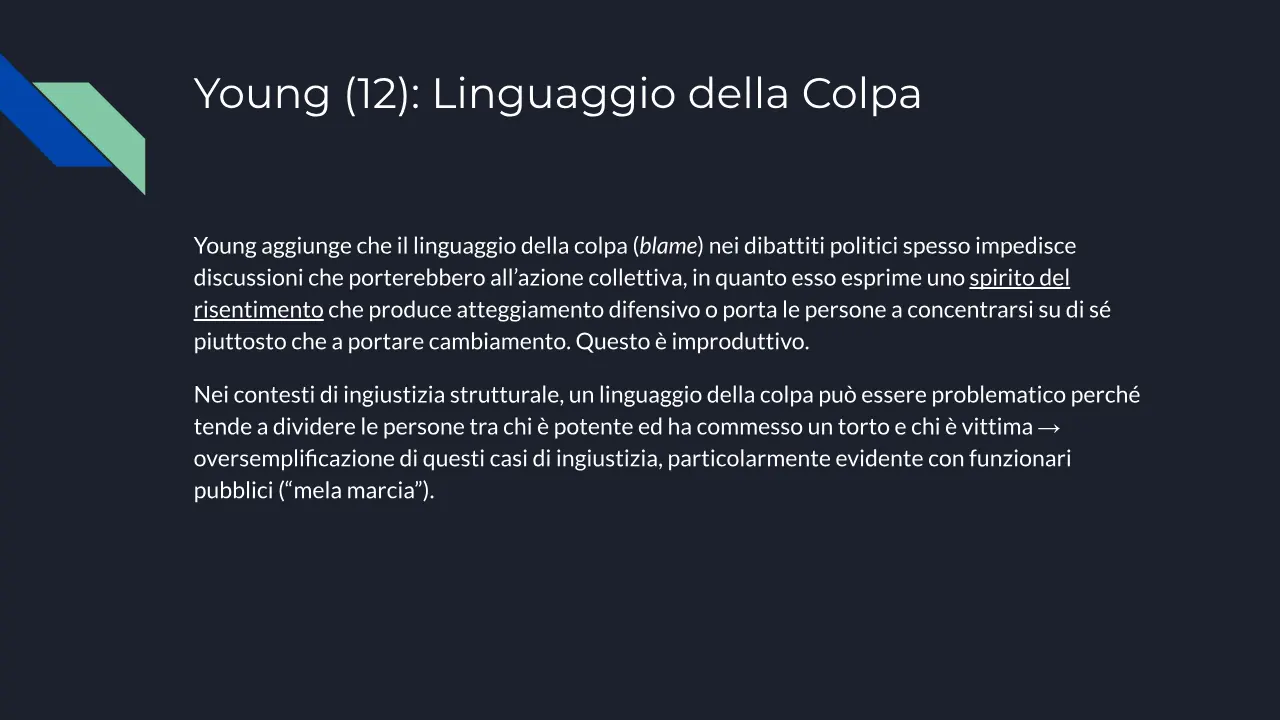 Young (12): Linguaggio della Colpa
Young aggiunge che il linguaggio della colpa (blame) nei dibattiti politici spesso impedisce
discussioni che porterebbero all’azione collettiva, in quanto esso esprime uno spirito del
risentimento che produce atteggiamento difensivo o porta le persone a concentrarsi su di sé
piuttosto che a portare cambiamento. Questo è improduttivo.
Nei contesti di ingiustizia strutturale, un linguaggio della colpa può essere problematico perché
tende a dividere le persone tra chi è potente ed ha commesso un torto e chi è vittima →
oversemplificazione di questi casi di ingiustizia, particolarmente evidente con funzionari
pubblici (“mela marcia”).